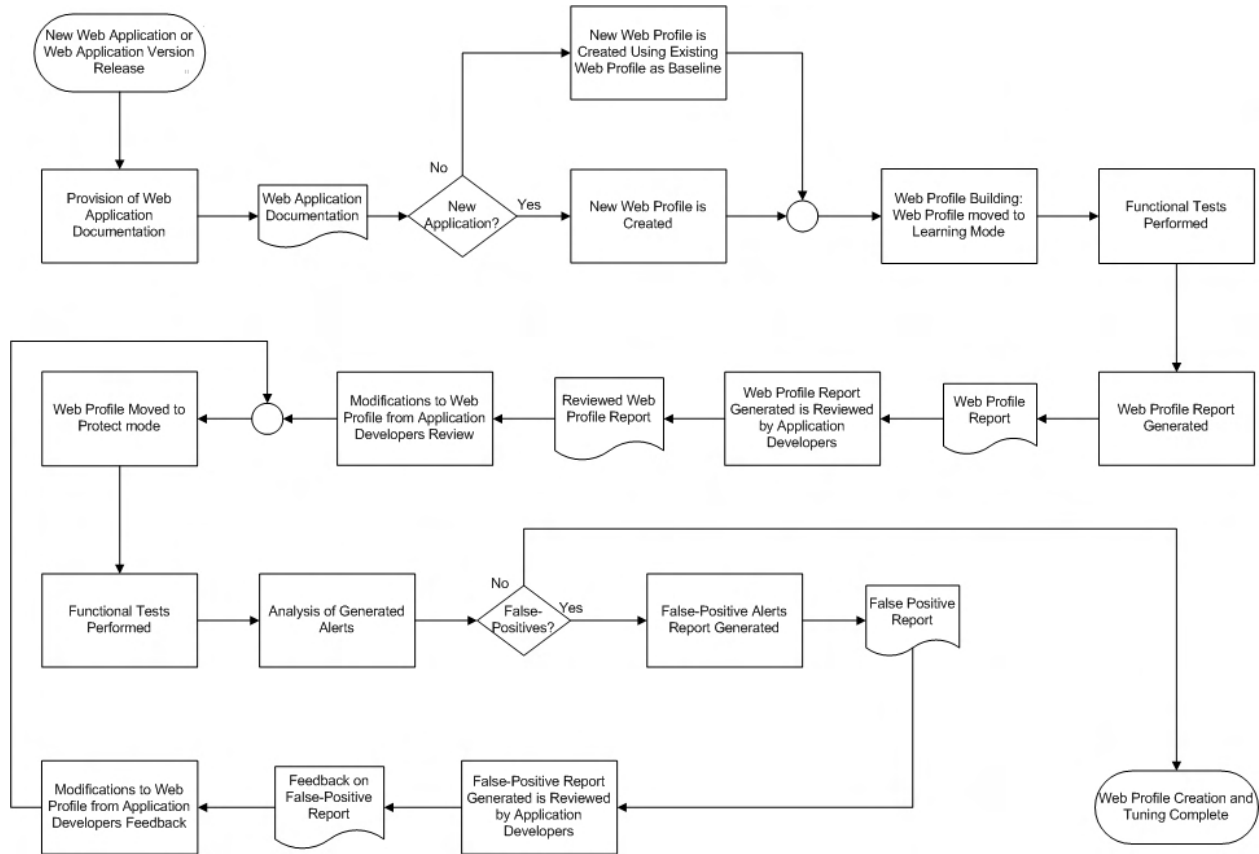 New Web Application or
Web Application Version
Release
New Web Profile is
Created Using Existing
Web Profile as Baseline
No
Provision of Web
Application
Documentation
Web Application
Documentation
New
Application?
Yes
New Web Profile is
Created
Web Profile Building:
Web Profile moved to
Learning Mode
Functional Tests
Performed
Web Profile Moved to
Protect mode
Modifications to Web
Profile from Application
Developers Review
Reviewed Web
Profile Report
Web Profile Report
Generated is Reviewed
by Application
Developers
Web Profile
Report
Web Profile Report
Generated
Functional Tests
Performed
Analysis of Generated
Alerts
No
False-
Positives?
Yes
False-Positive Alerts
Report Generated
False Positive
Report
Modifications to Web
Profile from Application
Developers Feedback
Feedback on
False-Positive
Report
False-Positive Report
Generated is Reviewed
by Application
Developers
Web Profile Creation and
Tuning Complete